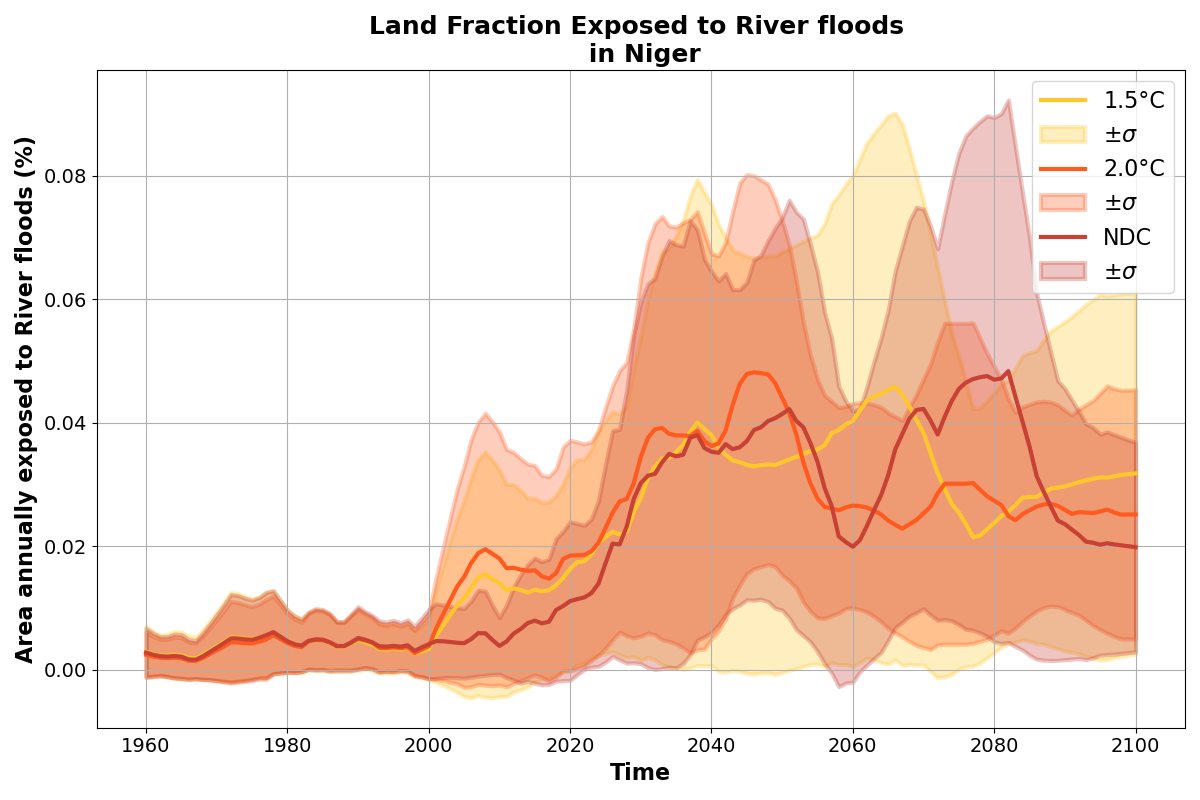 Land Fraction Exposed to River floods
in Niger
Area annually exposed to River floods (%)
0.08
0.06
0.04
0.02
0.00
1960 1980 2000 2020 2040 2060 2080 2100
Time
1.5°C
±σ
2.0°C
±σ
NDC
±σ